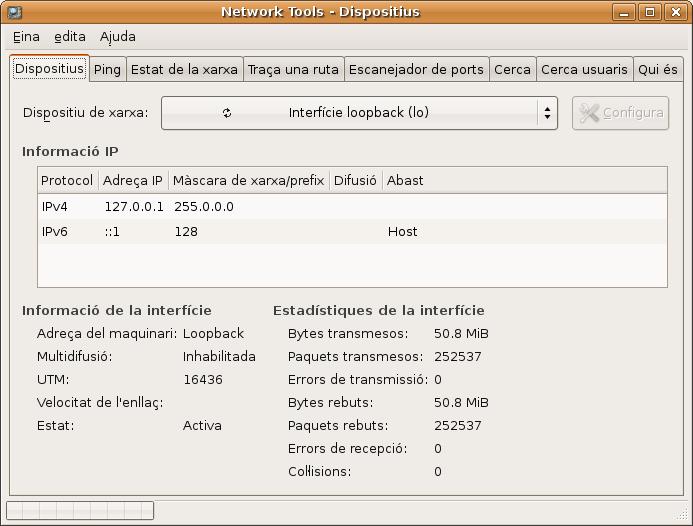 Network Tools - Dispositius
Eina edita Ajuda
Dispositius Ping Estat de la xarxa Traça una ruta Escanejador de ports Cerca Cerca usuaris Qui és
Dispositiu de xarxa: Interfície loopback (lo) Configura
Informació IP
Protocol Adreça IP Màscara de xarxa/prefix Difusió Abast
IPv4 127.0.0.1 255.0.0.0
IPv6 ::1 128 Host
Informació de la interfície Estadístiques de la interfície
Adreça del maquinari: Loopback Bytes transmesos: 50.8 MiB
Multidifusió: Inhabilitada Paquets transmesos: 252537
UTM: 16436 Errors de transmissió: 0
Velocitat de l'enllaç: Bytes rebuts: 50.8 MiB
Estat: Activa Paquets rebuts: 252537
Errors de recepció: 0
Coŀlisions: 0